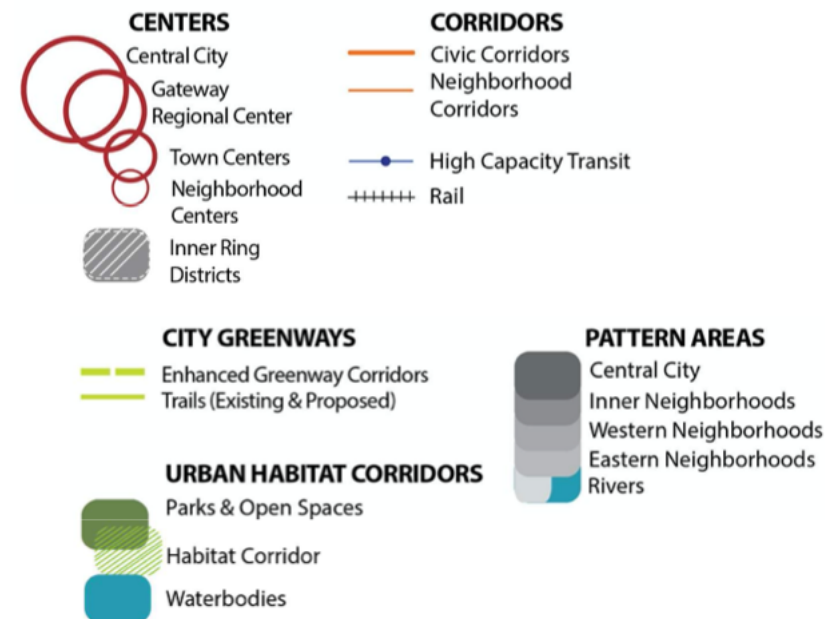 CENTERS
Central City
Gateway
Regional Center
Town Centers
Neighborhood
Centers
Inner Ring
Districts
CORRIDORS
Civic Corridors
Neighborhood
Corridors
High Capacity Transit
Rail
CITY GREENWAYS
Enhanced Greenway Corridors
Trails (Existing & Proposed)
URBAN HABITAT CORRIDORS
Parks & Open Spaces
Habitat Corridor
Waterbodies
PATTERN AREAS
Central City
Inner Neighborhoods
Western Neighborhoods
Eastern Neighborhoods
Rivers